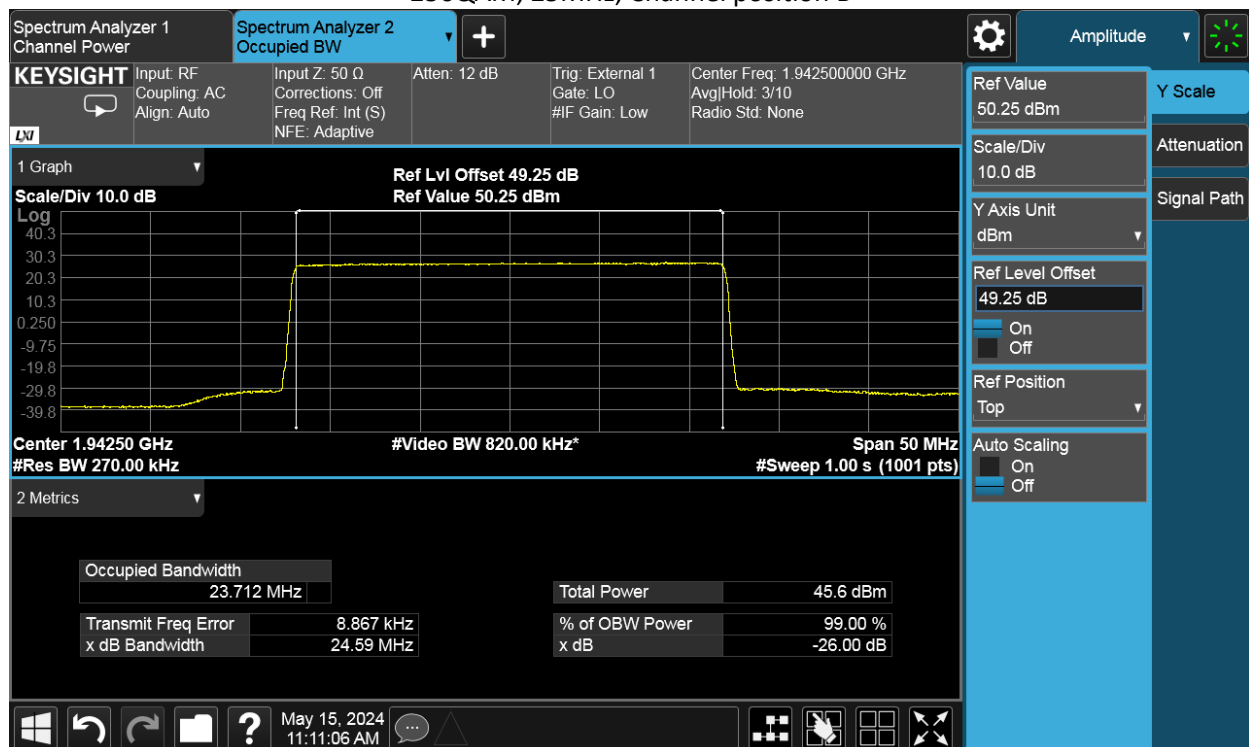 Spectrum Analyzer 1
Channel Power
Spectrum Analyzer 2
Occupied BW
Amplitude
KEYSIGHT
LXI
Input: RF
Coupling: AC
Align: Auto
Input Z: 50 Ω
Corrections: Off
Freq Ref: Int (S)
NFE: Adaptive
Atten: 12 dB
Trig: External 1
Gate: LO
#IF Gain: Low
Center Freq: 1.942500000 GHz
Avg|Hold: 3/10
Radio Std: None
1 Graph
Scale/Div 10.0 dB
Ref Lvl Offset 49.25 dB
Ref Value 50.25 dBm
Log
40.3
30.3
20.3
10.3
0.250
-9.75
-19.8
-29.8
-39.8
Center 1.94250 GHz
#Video BW 820.00 kHz*
Span 50 MHz
#Res BW 270.00 kHz
#Sweep 1.00 s (1001 pts)
2 Metrics
Occupied Bandwidth
23.712 MHz
Total Power 45.6 dBm
Transmit Freq Error 8.867 kHz
% of OBW Power 99.00 %
x dB Bandwidth 24.59 MHz
x dB -26.00 dB
Ref Value
50.25 dBm
Scale/Div
10.0 dB
Y Axis Unit
dBm
Ref Level Offset
49.25 dB
On
Off
Ref Position
Top
Auto Scaling
On
Off
Y Scale
Attenuation
Signal Path
?
May 15, 2024
11:11:06 AM